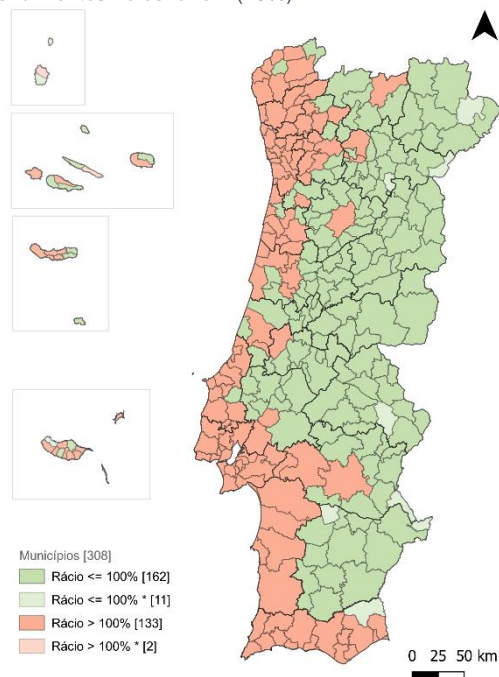 Municípios [308]
Rácio <= 100% [162]
Rácio <= 100% * [11]
Rácio > 100% [133]
Rácio > 100% * [2]
0 25 50 km